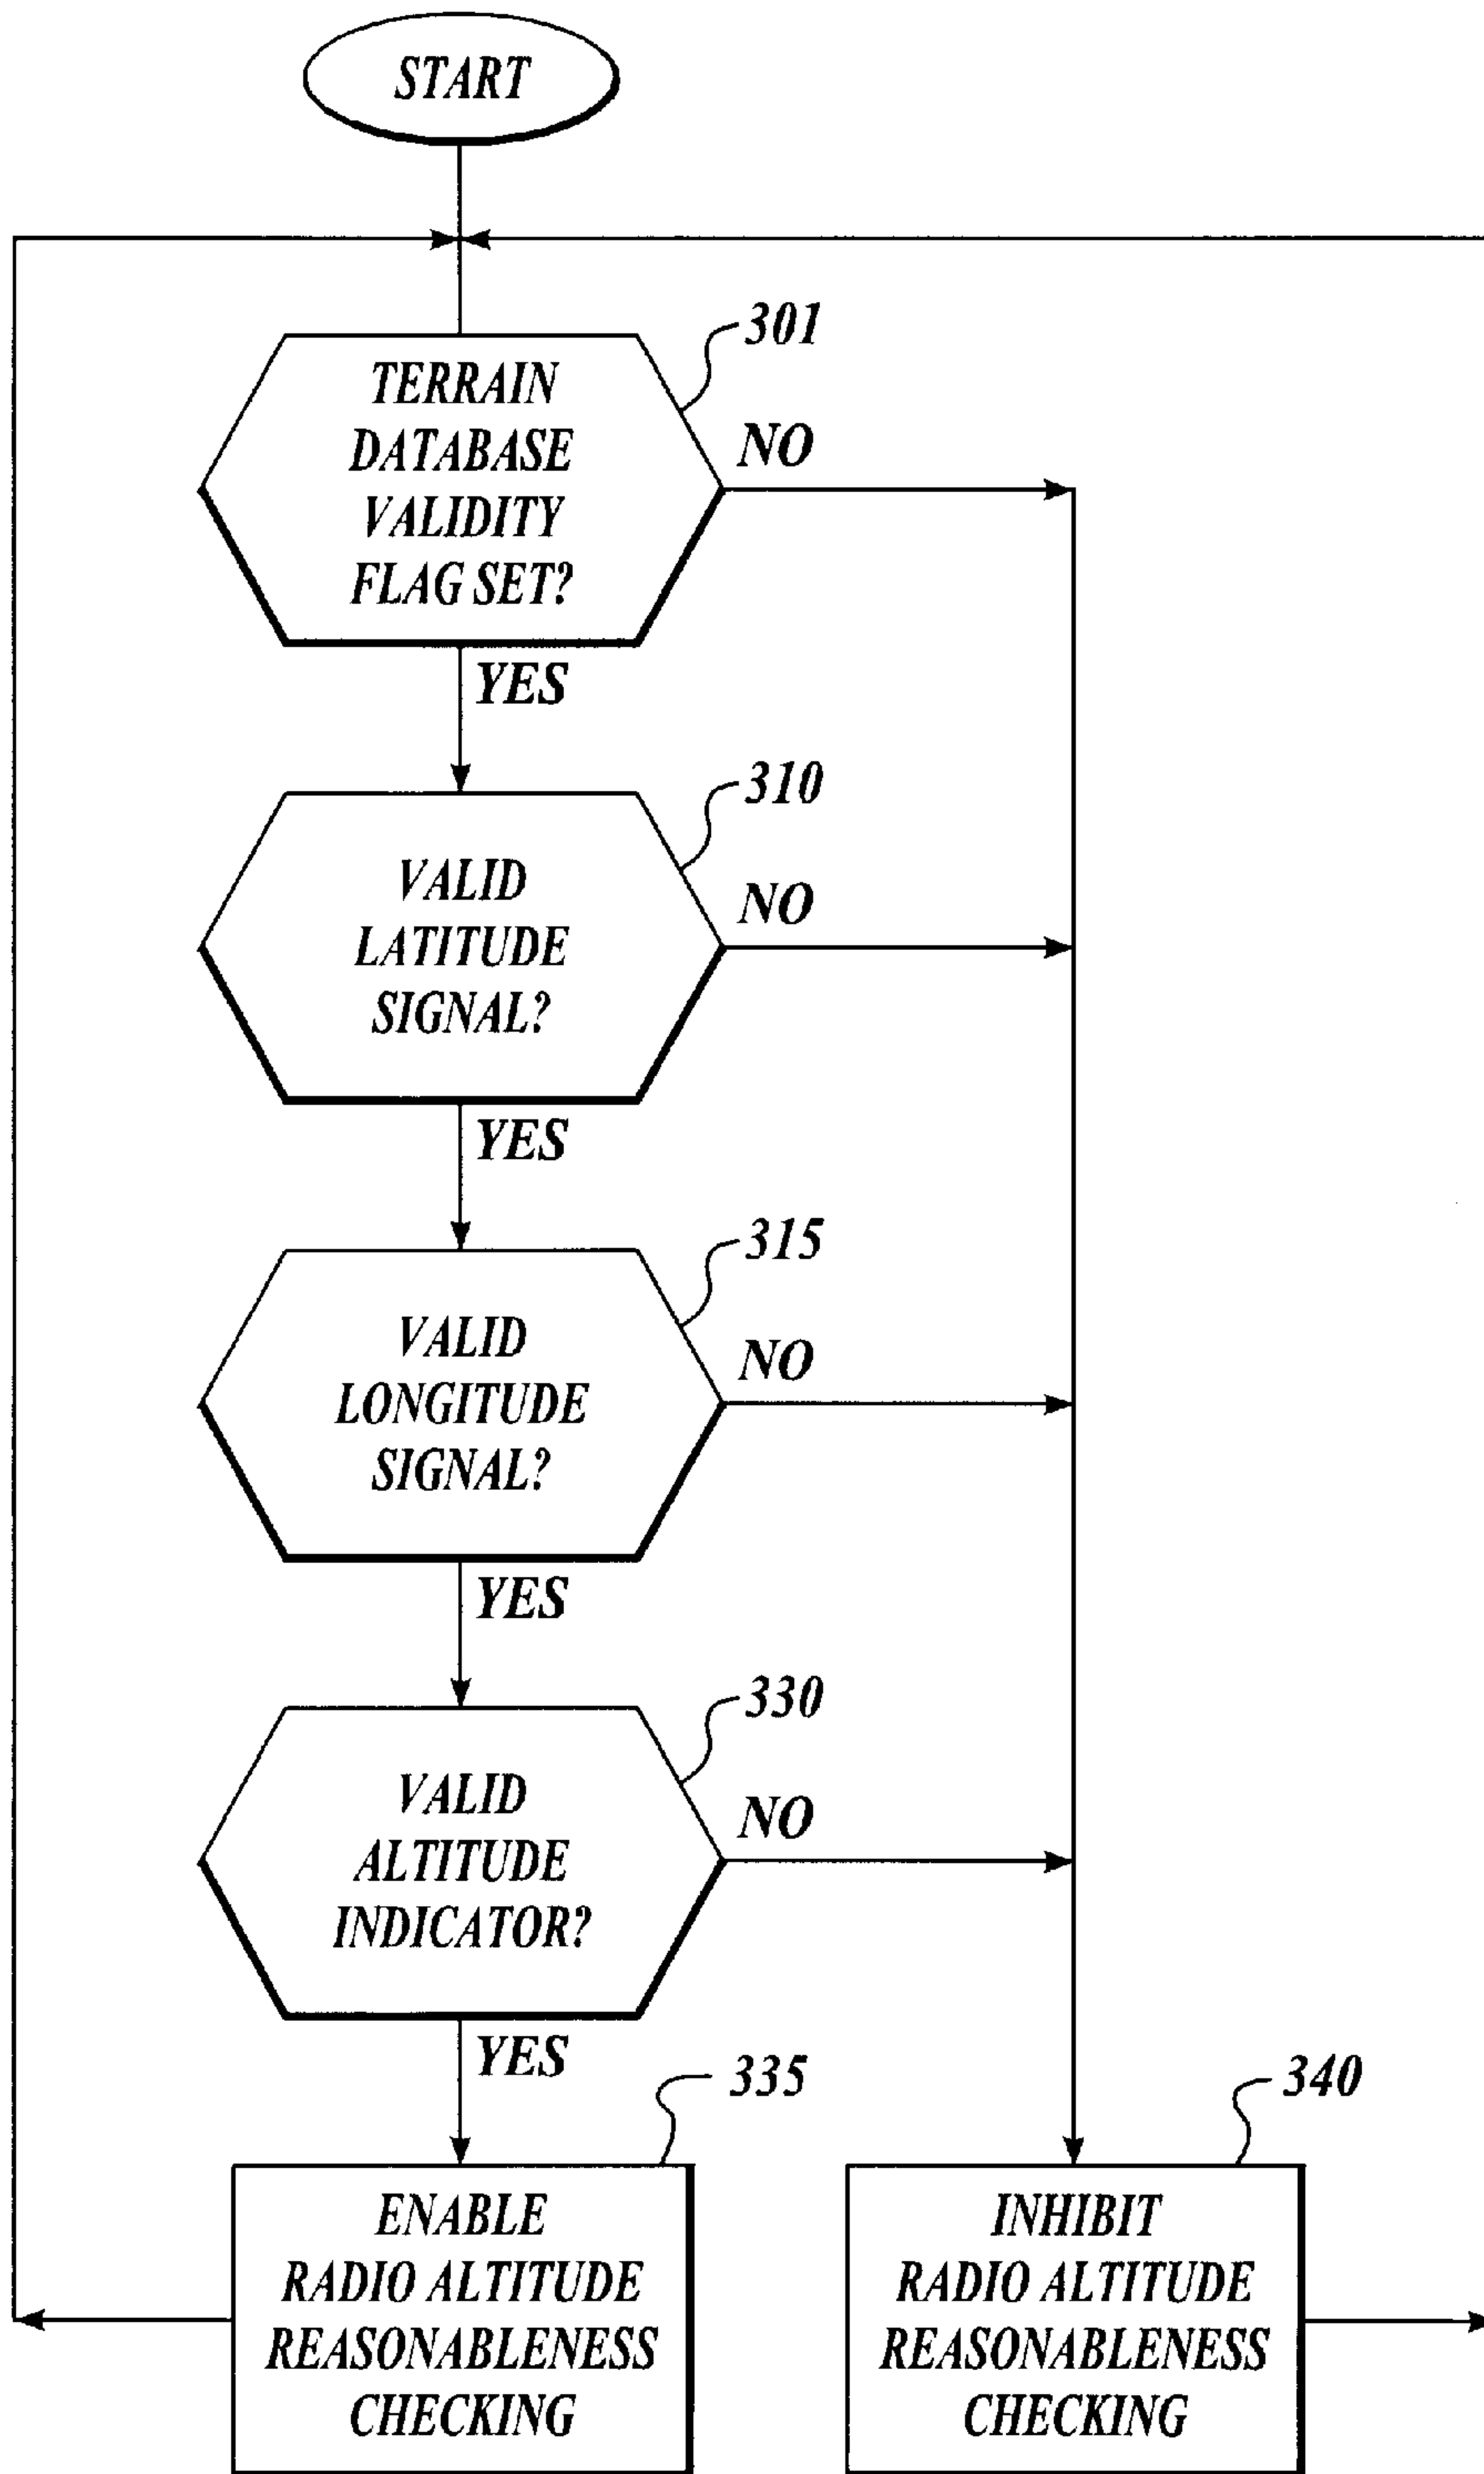 START
301
TERRAIN
DATABASE
VALIDITY
FLAG SET?
NO
YES
310
VALID
LATITUDE
SIGNAL?
NO
YES
315
VALID
LONGITUDE
SIGNAL?
NO
YES
330
VALID
ALTITUDE
INDICATOR?
NO
YES
335
ENABLE
RADIO ALTITUDE
REASONABLENESS
CHECKING
340
INHIBIT
RADIO ALTITUDE
REASONABLENESS
CHECKING